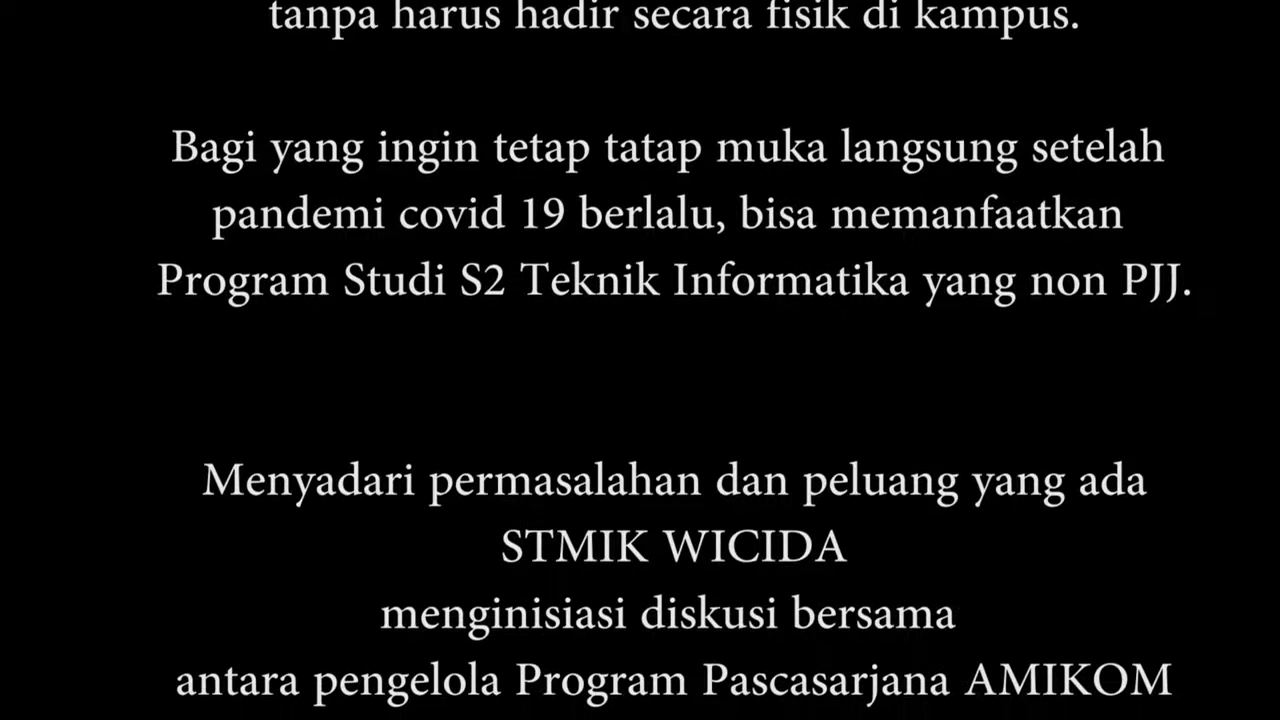 tanpa harus hadir secara fisik di kampus.
Bagi yang ingin tetap tatap muka langsung setelah
pandemi covid 19 berlalu, bisa memanfaatkan
Program Studi S2 Teknik Informatika yang non PJJ.
Menyadari permasalahan dan peluang yang ada
STMIK WICIDA
menginisiasi diskusi bersama
antara pengelola Program Pascasarjana AMIKOM